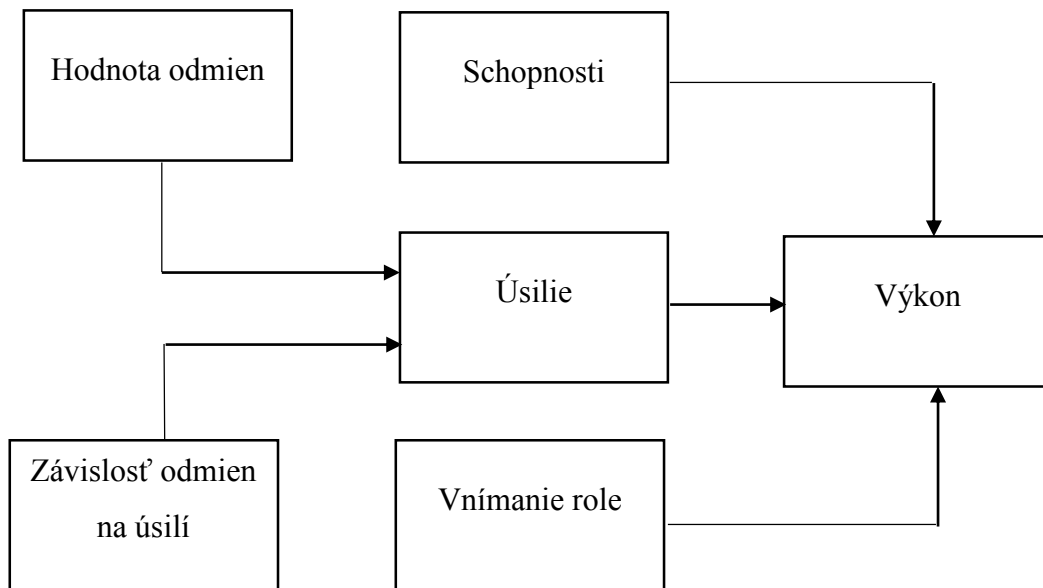 Hodnota odmien
Schopnosti
Úsilie
Výkon
Závislosť odmien
na úsilí
Vnímanie role